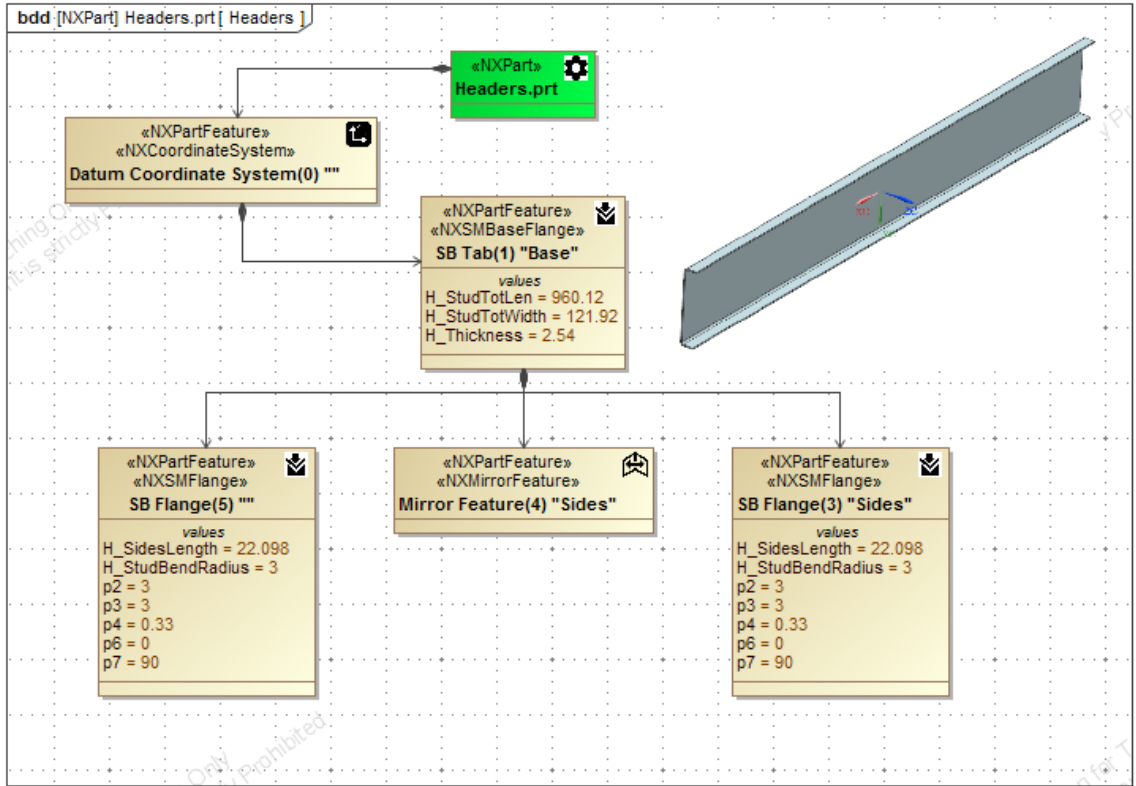 bdd [NXPart] Headers.prt [ Headers ]
«NXPart»
Headers.prt
«NXPartFeature»
«NXCoordinateSystem»
Datum Coordinate System(0) ""
«NXPartFeature»
«NXSMBaseFlange»
SB Tab(1) "Base"
values
H_StudTotLen = 960.12
H_StudTotWidth = 121.92
H_Thickness = 2.54
«NXPartFeature»
«NXSMFlange»
SB Flange(5) ""
values
H_SidesLength = 22.098
H_StudBendRadius = 3
p2 = 3
p3 = 3
p4 = 0.33
p6 = 0
p7 = 90
«NXPartFeature»
«NXMirrorFeature»
Mirror Feature(4) "Sides"
«NXPartFeature»
«NXSMFlange»
SB Flange(3) "Sides"
values
H_SidesLength = 22.098
H_StudBendRadius = 3
p2 = 3
p3 = 3
p4 = 0.33
p6 = 0
p7 = 90
Only
Prohibited